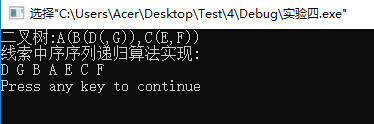 选择"C:\Users\Acer\Desktop\Test\4\Debug\实验四.exe"
二叉树:A(B(D(,G)),C(E,F))
线索中序序列递归算法实现:
D G B A E C F
Press any key to continue